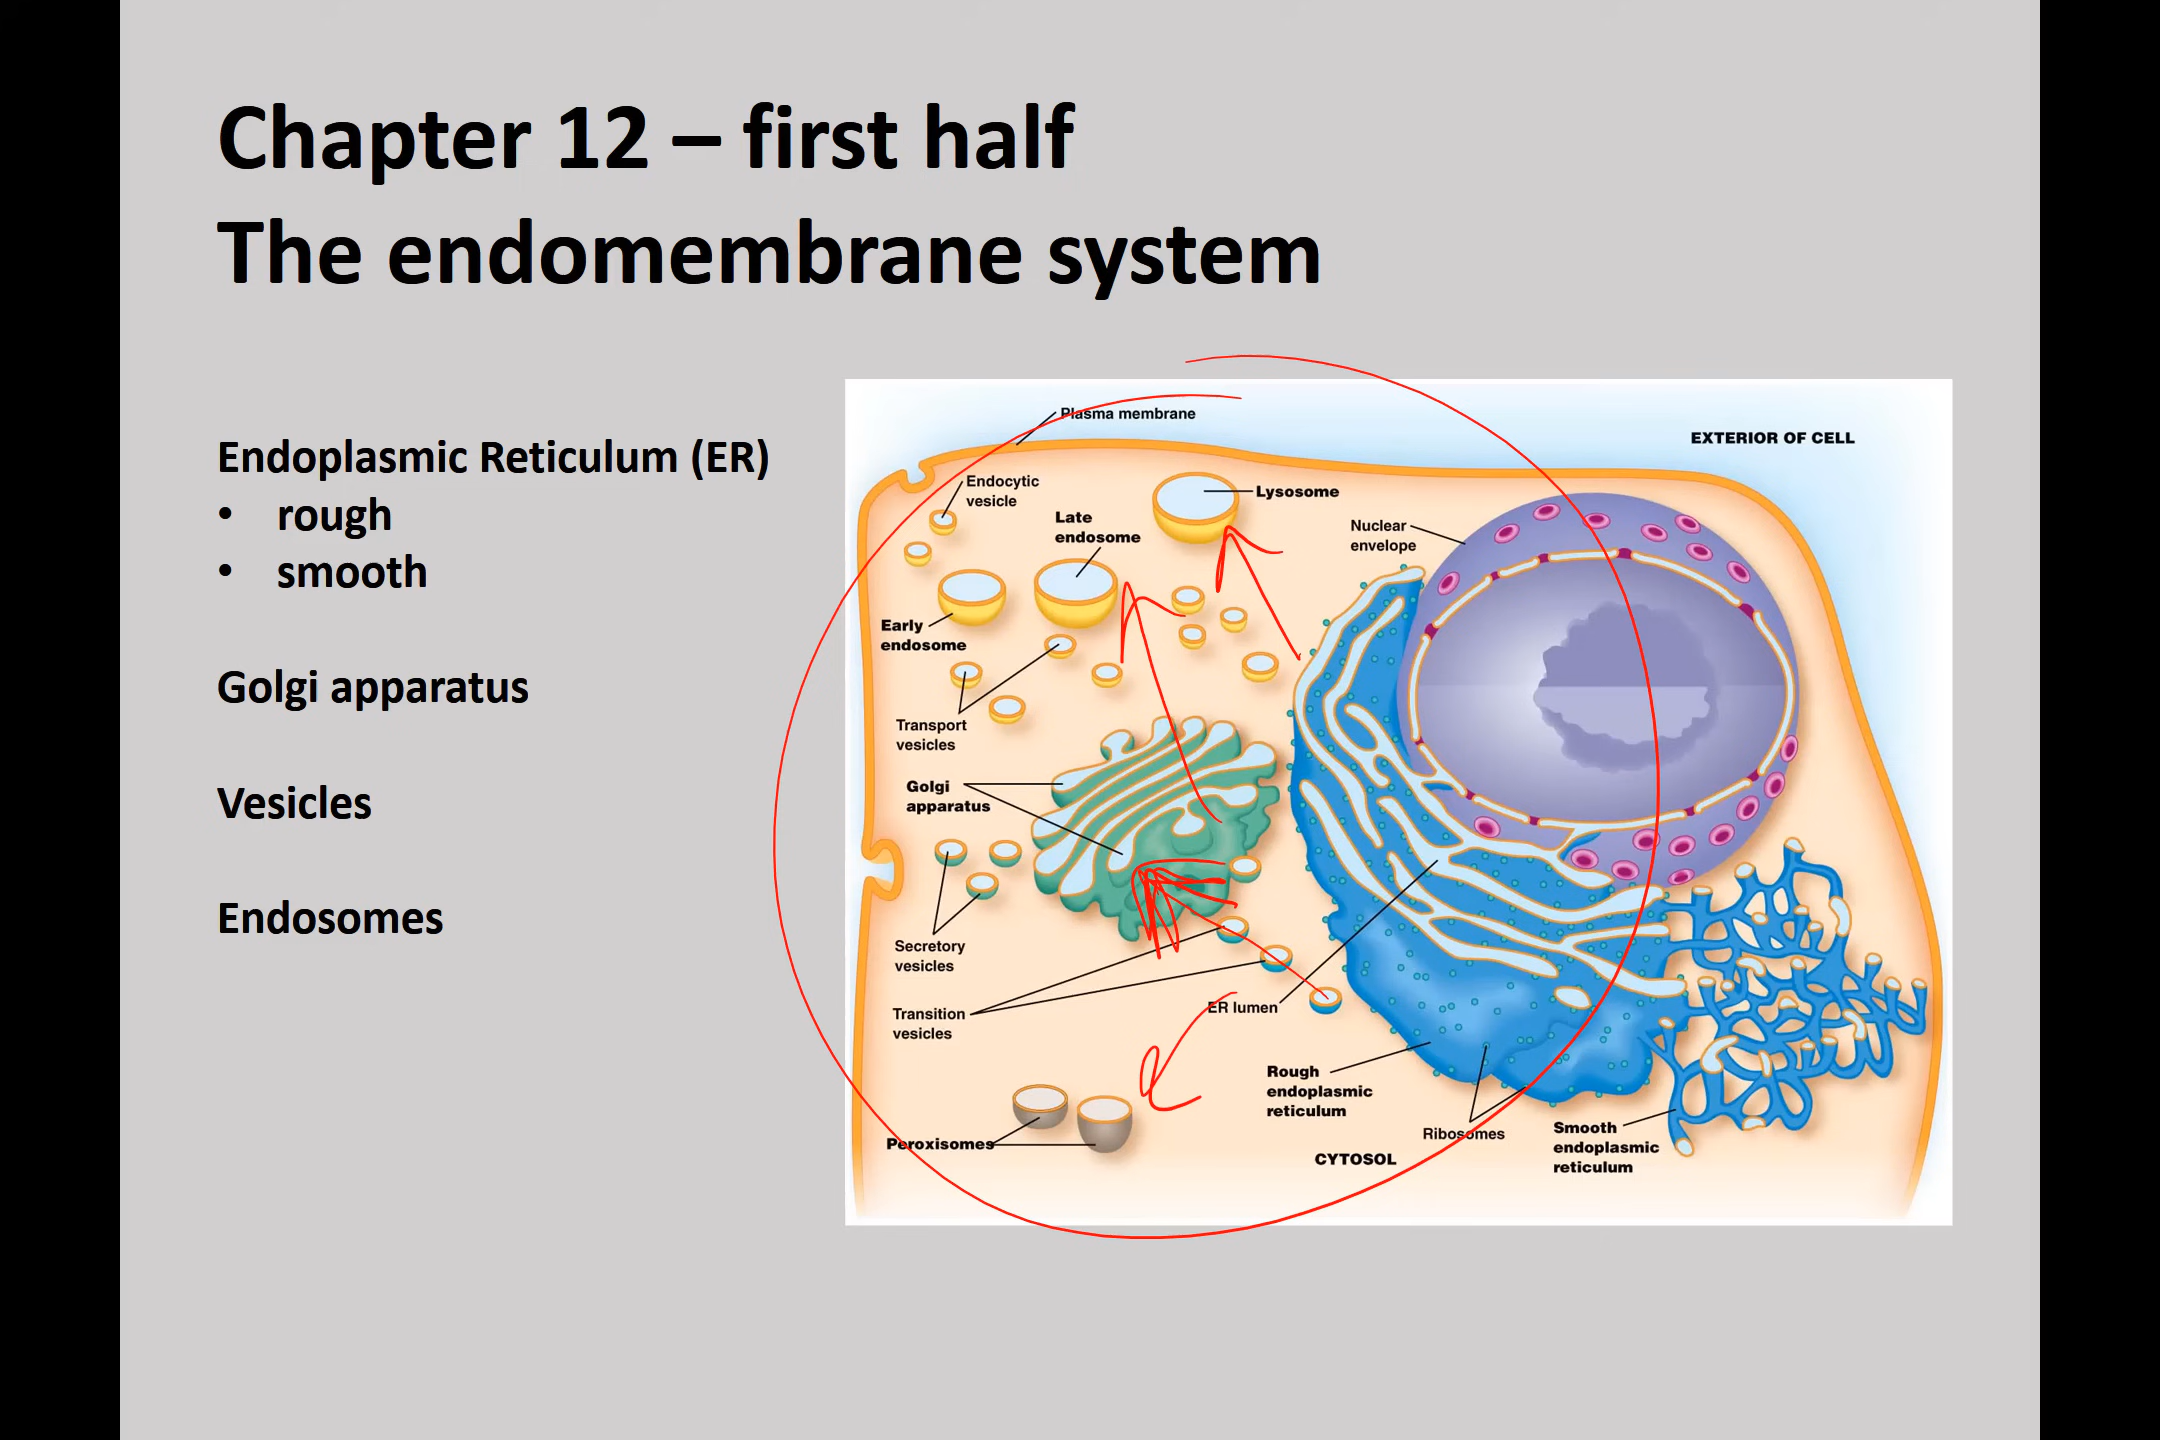 Chapter 12 – first half
The endomembrane system
Endoplasmic Reticulum (ER)
• rough
• smooth
Golgi apparatus
Vesicles
Endosomes
Plasma membrane
EXTERIOR OF CELL
Endocytic
vesicle
Lysosome
Late
endosome
Nuclear
envelope
Early
endosome
Transport
vesicles
Golgi
apparatus
Secretory
vesicles
Transition
vesicles
ER lumen
Rough
endoplasmic
reticulum
Ribosomes
Smooth
endoplasmic
reticulum
Peroxisomes
CYTOSOL